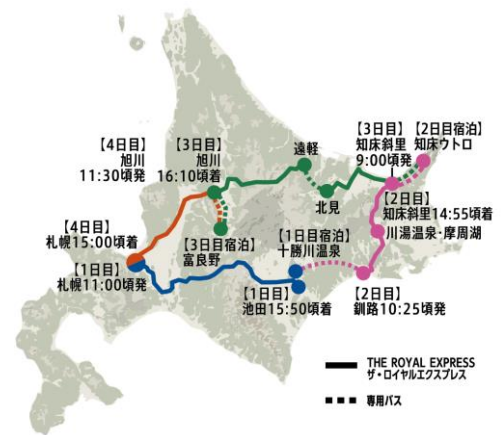 【4日目】
旭川
11:30頃発
【3日目】
旭川
16:10頃着
遠軽
北見
【3日目】
知床斜里
9:00頃発
【2日目宿泊】
知床ウトロ
【2日目】
知床斜里14:55頃着
川湯温泉・摩周湖
【4日目】
札幌15:00頃着
【1日目】
札幌11:00頃発
【3日目宿泊】
富良野
【1日目宿泊】
十勝川温泉
【1日目】
池田15:50頃着
【2日目】
釧路10:25頃発
THE ROYAL EXPRESS
ザ・ロイヤルエクスプレス
専用バス